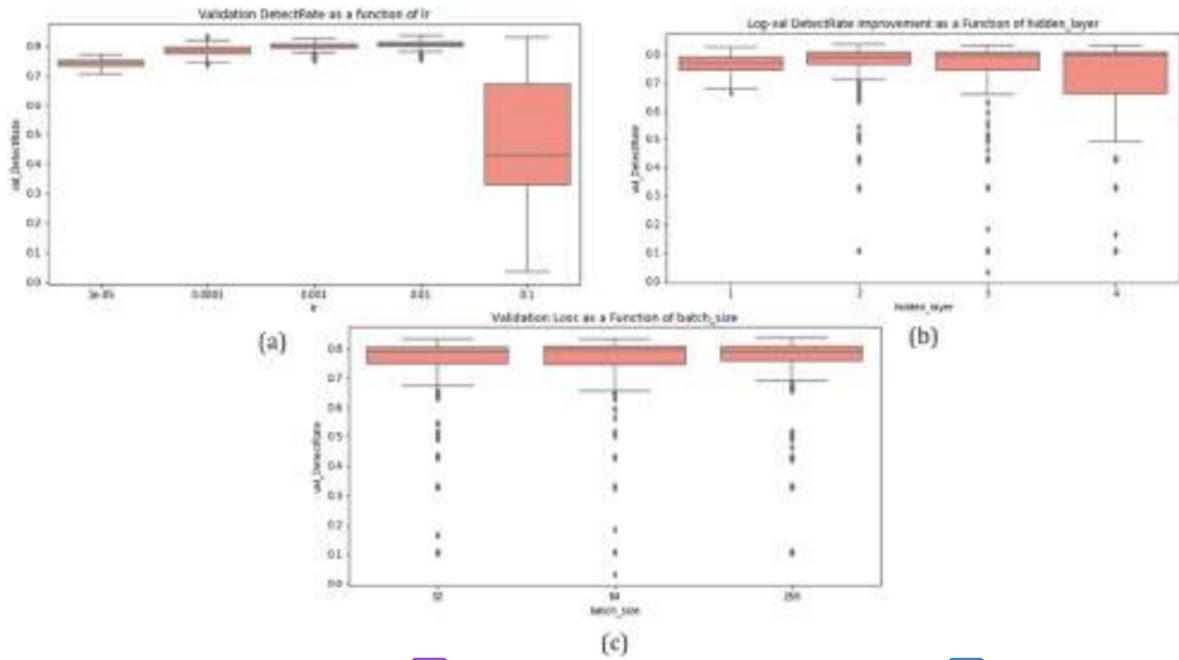 Validation DetectRate as a function of lr
val_DetectRate
0.8
0.7
0.6
0.5
0.4
0.3
0.2
0.1
0.0
1e-05 0.0001 0.001 0.01 0.1
lr
(a)
Log-val DetectRate improvement as a Function of hidden_layer
val_DetectRate
0.8
0.7
0.6
0.5
0.4
0.3
0.2
0.1
0.0
1 2 3 4
hidden_layer
(b)
Validation Loss as a Function of batch_size
val_DetectRate
0.8
0.7
0.6
0.5
0.4
0.3
0.2
0.1
0.0
32 64 256
batch_size
(c)